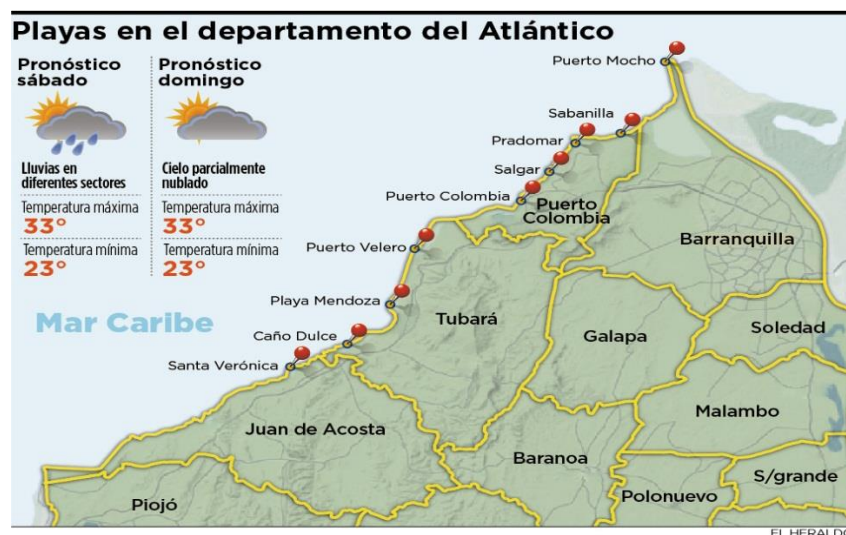 Playas en el departamento del Atlántico
Pronóstico
sábado
Lluvias en
diferentes sectores
Temperatura máxima
33°
Temperatura mínima
23°
Pronóstico
domingo
Cielo parcialmente
nublado
Temperatura máxima
33°
Temperatura mínima
23°
Puerto Mocho
Sabanilla
Pradomar
Salgar
Puerto Colombia
Puerto
Colombia
Barranquilla
Puerto Velero
Playa Mendoza
Tubará
Mar Caribe
Galapa
Soledad
Caño Dulce
Santa Verónica
Malambo
Juan de Acosta
Baranoa
S/grande
Polonuevo
Piojó
EL HERALDO